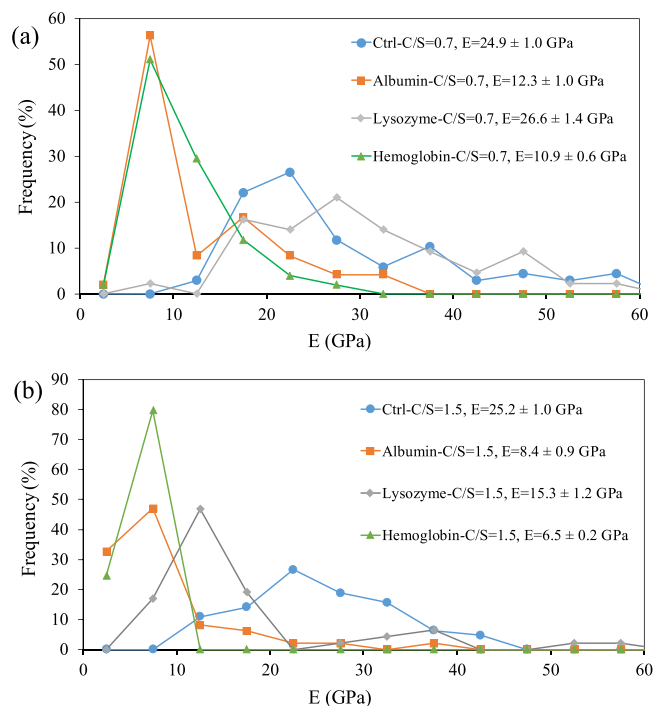 (a)
60
50
40
30
20
10
0
Frequency (%)
Ctrl-C/S=0.7, E=24.9 ± 1.0 GPa
Albumin-C/S=0.7, E=12.3 ± 1.0 GPa
Lysozyme-C/S=0.7, E=26.6 ± 1.4 GPa
Hemoglobin-C/S=0.7, E=10.9 ± 0.6 GPa
0 10 20 30 40 50 60
E (GPa)
(b)
90
80
70
60
50
40
30
20
10
0
Frequency (%)
Ctrl-C/S=1.5, E=25.2 ± 1.0 GPa
Albumin-C/S=1.5, E=8.4 ± 0.9 GPa
Lysozyme-C/S=1.5, E=15.3 ± 1.2 GPa
Hemoglobin-C/S=1.5, E=6.5 ± 0.2 GPa
0 10 20 30 40 50 60
E (GPa)